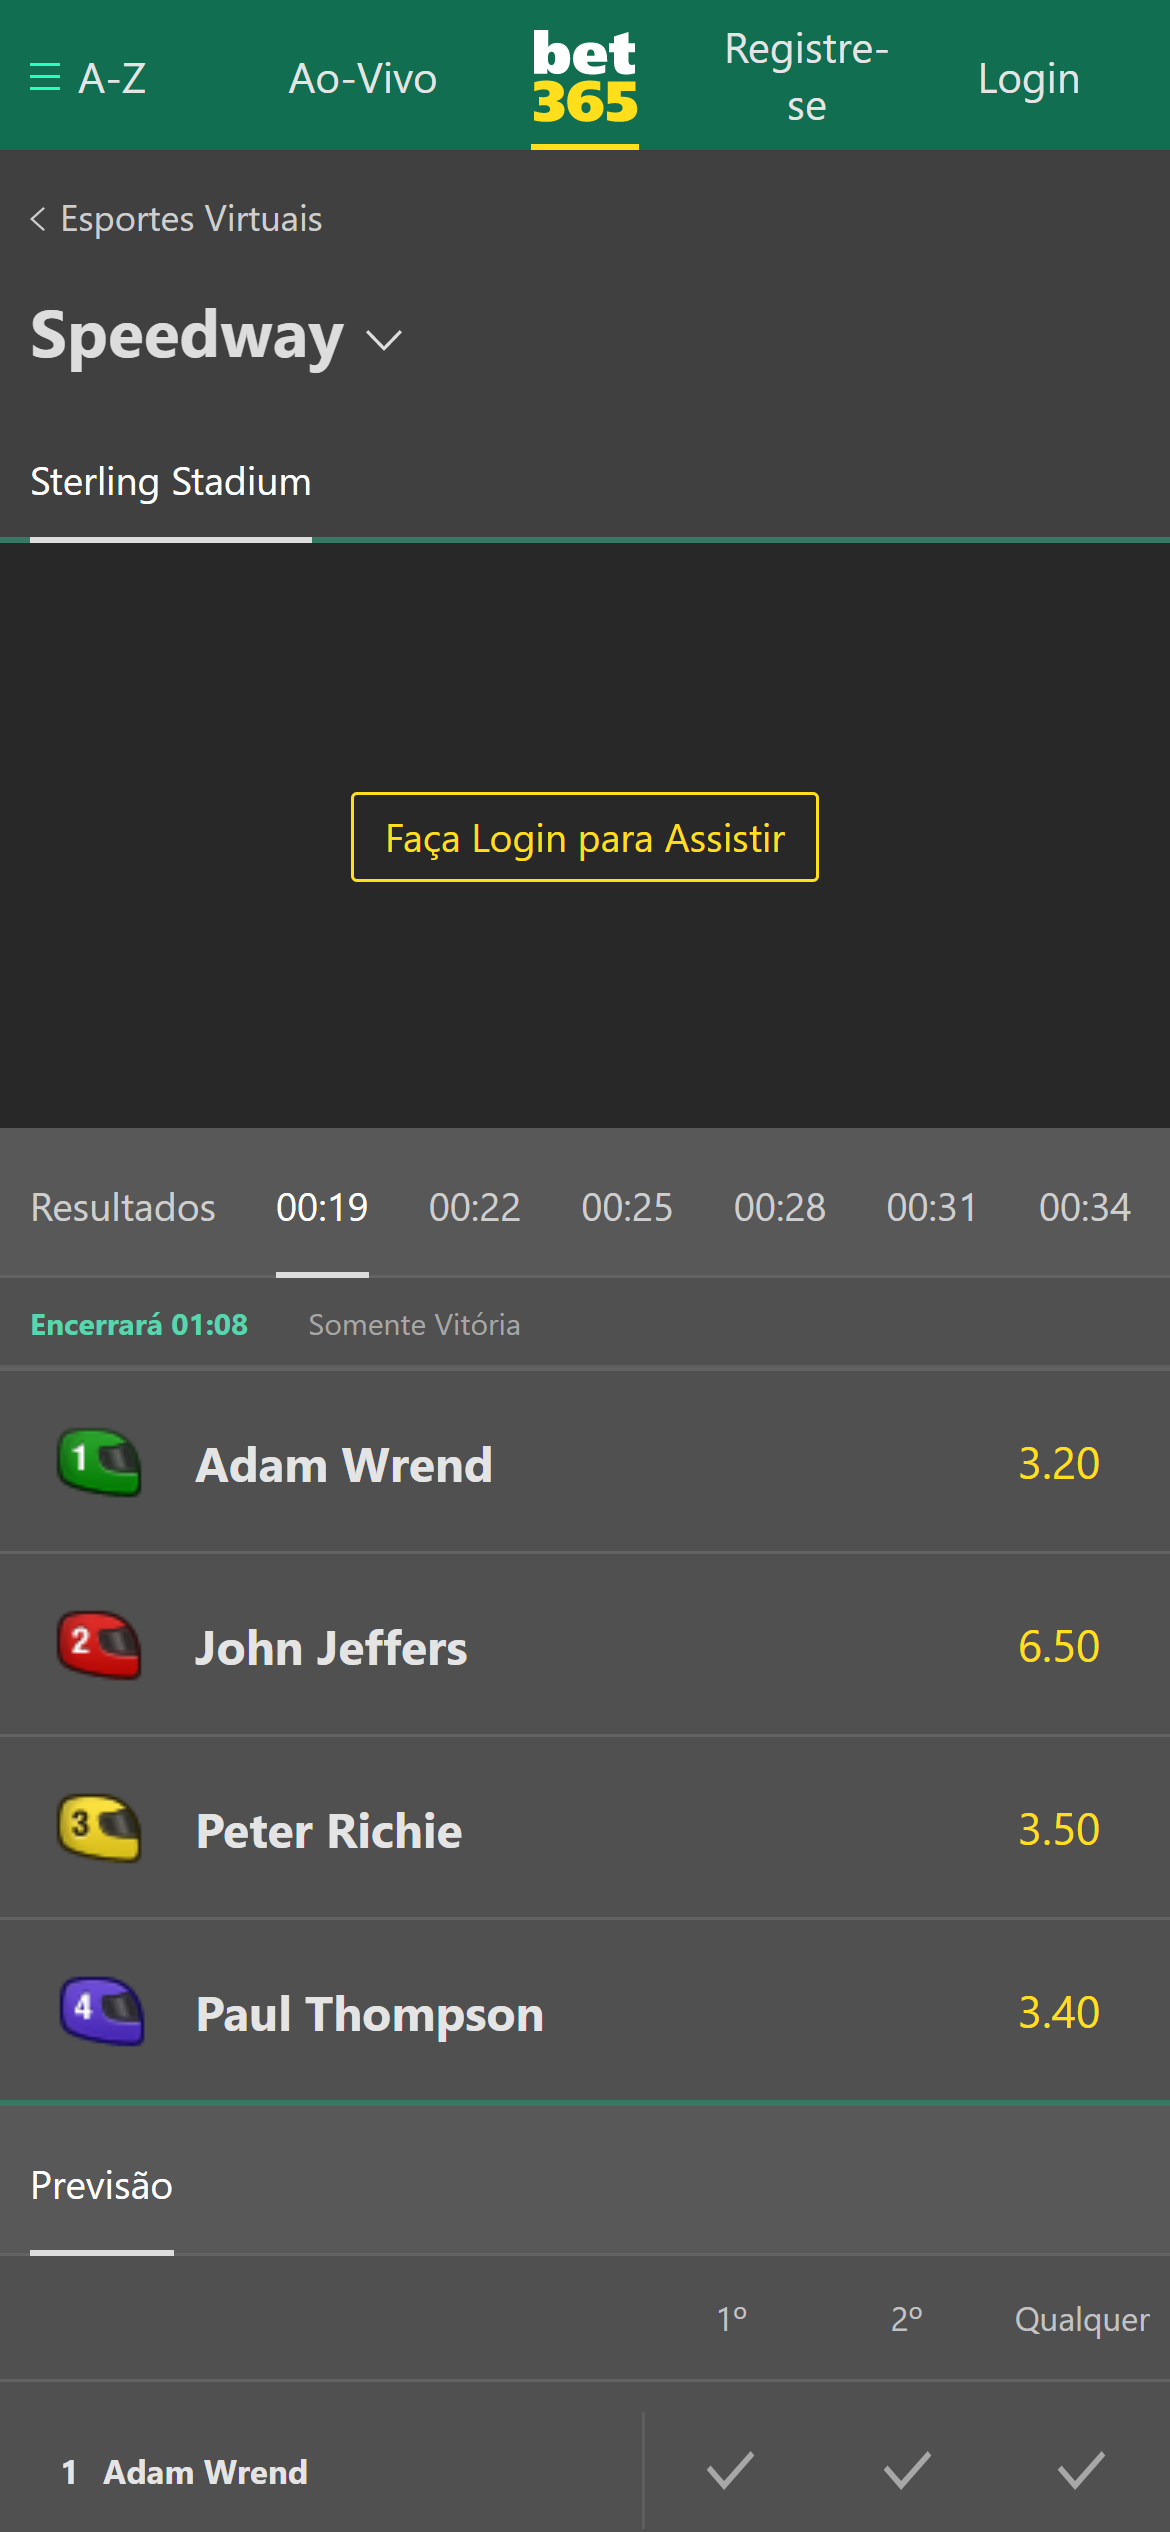 A-Z
Ao-Vivo
bet
365
Registre-
se
Login
Esportes Virtuais
Speedway
Sterling Stadium
Faça Login para Assistir
Resultados 00:19 00:22 00:25 00:28 00:31 00:34
Encerrará 01:08 Somente Vitória
1 Adam Wrend 3.20
2 John Jeffers 6.50
3 Peter Richie 3.50
4 Paul Thompson 3.40
Previsão
1º 2º Qualquer
1 Adam Wrend